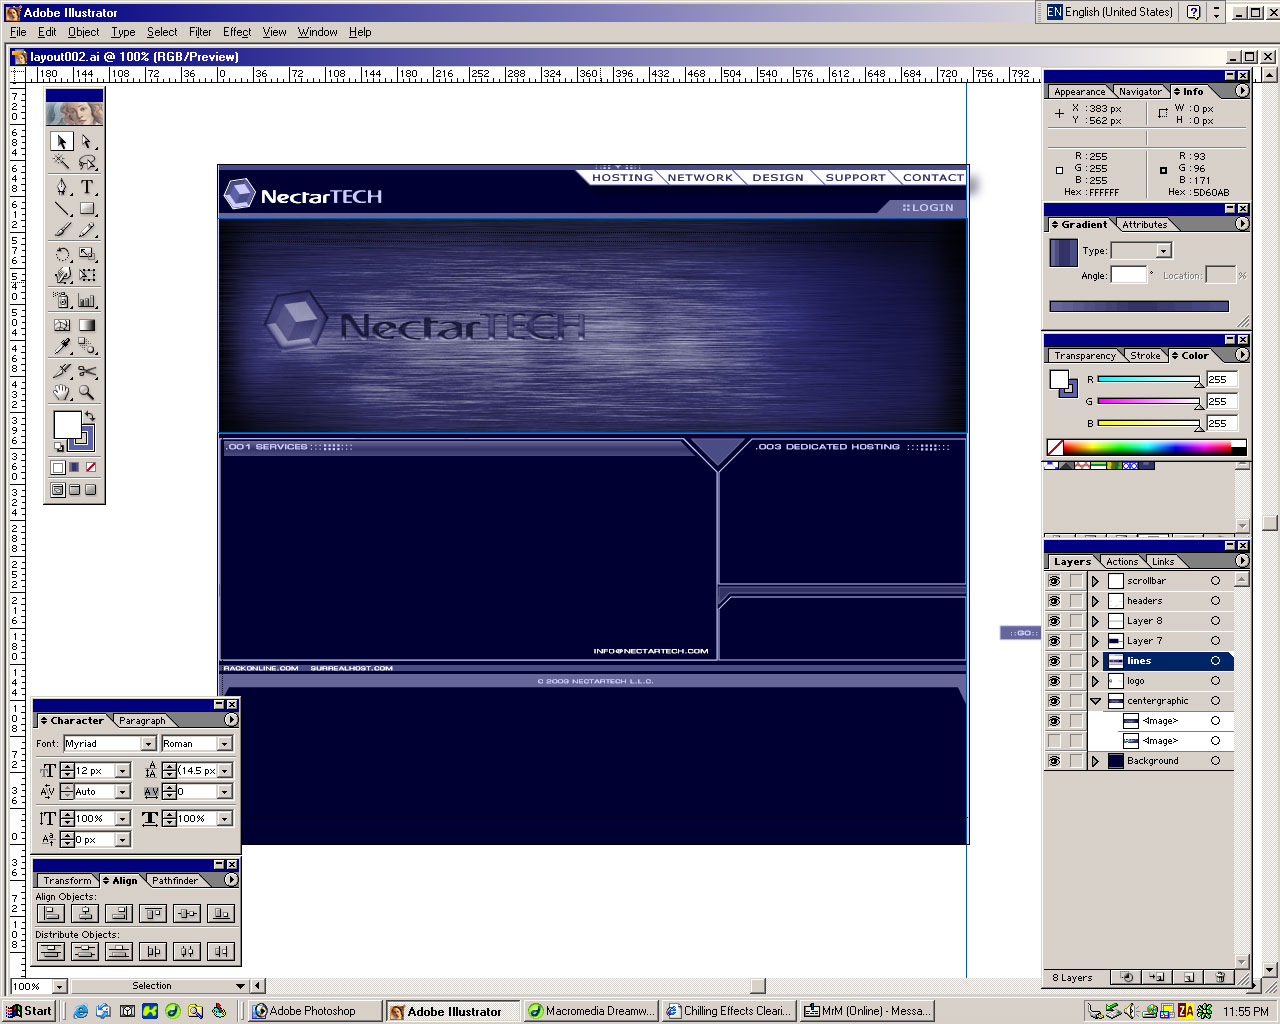 Adobe Illustrator
EN English (United States)
File Edit Object Type Select Filter Effect View Window Help
layout002.ai @ 100% (RGB/Preview)
180 144 108 72 36 0 36 72 108 144 180 216 252 288 324 360 396 432 468 504 540 576 612 648 684 720 756 792
Appearance Navigator Info
X : 383 px
Y : 562 px
W : 0 px
H : 0 px
R : 255
G : 255
B : 255
Hex : FFFFFF
R : 93
G : 96
B : 171
Hex : 5D60AB
Gradient Attributes
Type:
Angle: ° Location: %
Transparency Stroke Color
R 255
G 255
B 255
Layers Actions Links
scrollbar
headers
Layer 8
Layer 7
lines
logo
centergraphic
<Image>
<Image>
Background
8 Layers
HOSTING NETWORK DESIGN SUPPORT CONTACT
NectarTECH
::LOGIN
NectarTECH
.001 SERVICES
.003 DEDICATED HOSTING
::GO::
INFO@NECTARTECH.COM
RACKONLINE.COM SURREALHOST.COM
© 2003 NECTARTECH L.L.C.
Character Paragraph
Font: Myriad Roman
12 px (14.5 px
Auto 0
100% 100%
0 px
Transform Align Pathfinder
Align Objects:
Distribute Objects:
100% Selection
Start Adobe Photoshop Adobe Illustrator Macromedia Dreamw... Chilling Effects Cleari... MrM (Online) - Messa... 11:55 PM